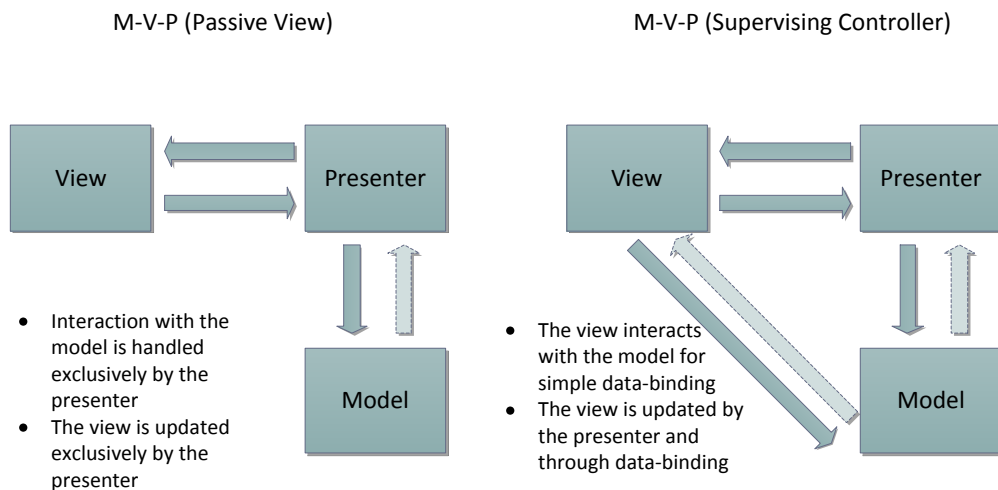 M-V-P (Passive View)
View
Presenter
Model
• Interaction with the
model is handled
exclusively by the
presenter
• The view is updated
exclusively by the
presenter
M-V-P (Supervising Controller)
View
Presenter
Model
• The view interacts
with the model for
simple data-binding
• The view is updated by
the presenter and
through data-binding